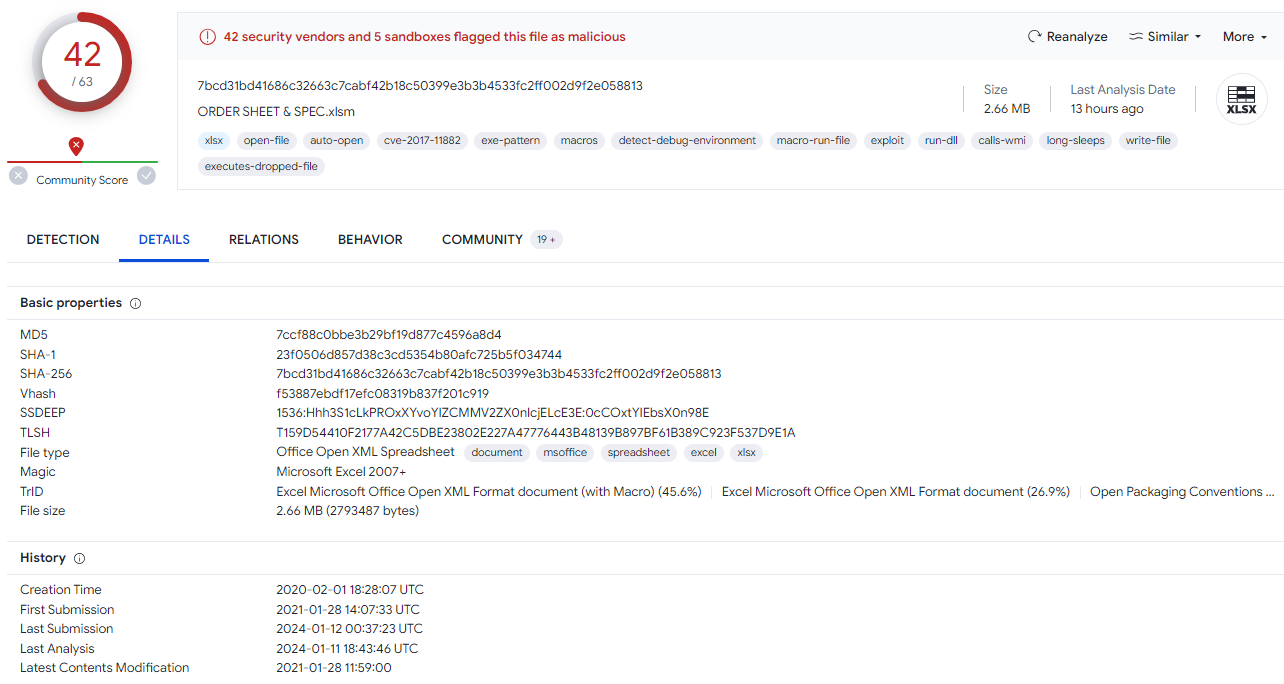 42
/ 63
Community Score
42 security vendors and 5 sandboxes flagged this file as malicious
Reanalyze Similar More
7bcd31bd41686c32663c7cabf42b18c50399e3b3b4533fc2ff002d9f2e058813
ORDER SHEET & SPEC.xlsm
Size
2.66 MB
Last Analysis Date
13 hours ago
XLSX
xlsx open-file auto-open cve-2017-11882 exe-pattern macros detect-debug-environment macro-run-file exploit run-dll calls-wmi long-sleeps write-file
executes-dropped-file
DETECTION DETAILS RELATIONS BEHAVIOR COMMUNITY 19 +
Basic properties
MD5 7ccf88c0bbe3b29bf19d877c4596a8d4
SHA-1 23f0506d857d38c3cd5354b80afc725b5f034744
SHA-256 7bcd31bd41686c32663c7cabf42b18c50399e3b3b4533fc2ff002d9f2e058813
Vhash f53887ebdf17efc08319b837f201c919
SSDEEP 1536:Hhh3S1cLkPROxXYvoYIZCMMV2ZX0nIcjELcE3E:0cCOxtYIEbsX0n98E
TLSH T159D54410F2177A42C5DBE23802E227A47776443B48139B897BF61B389C923F537D9E1A
File type Office Open XML Spreadsheet document msoffice spreadsheet excel xlsx
Magic Microsoft Excel 2007+
TrID Excel Microsoft Office Open XML Format document (with Macro) (45.6%) Excel Microsoft Office Open XML Format document (26.9%) Open Packaging Conventions ...
File size 2.66 MB (2793487 bytes)
History
Creation Time 2020-02-01 18:28:07 UTC
First Submission 2021-01-28 14:07:33 UTC
Last Submission 2024-01-12 00:37:23 UTC
Last Analysis 2024-01-11 18:43:46 UTC
Latest Contents Modification 2021-01-28 11:59:00